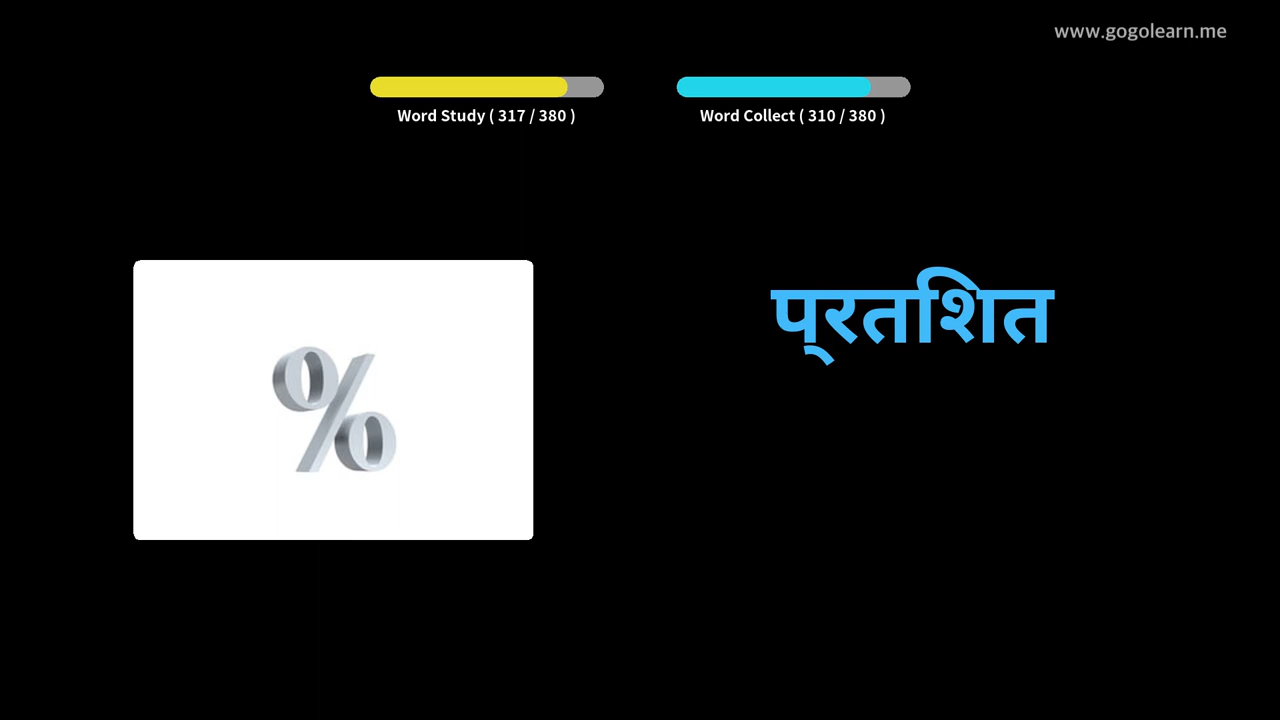 www.gogolearn.me
Word Study ( 317 / 380 )
Word Collect ( 310 / 380 )
%
प्रतिशत